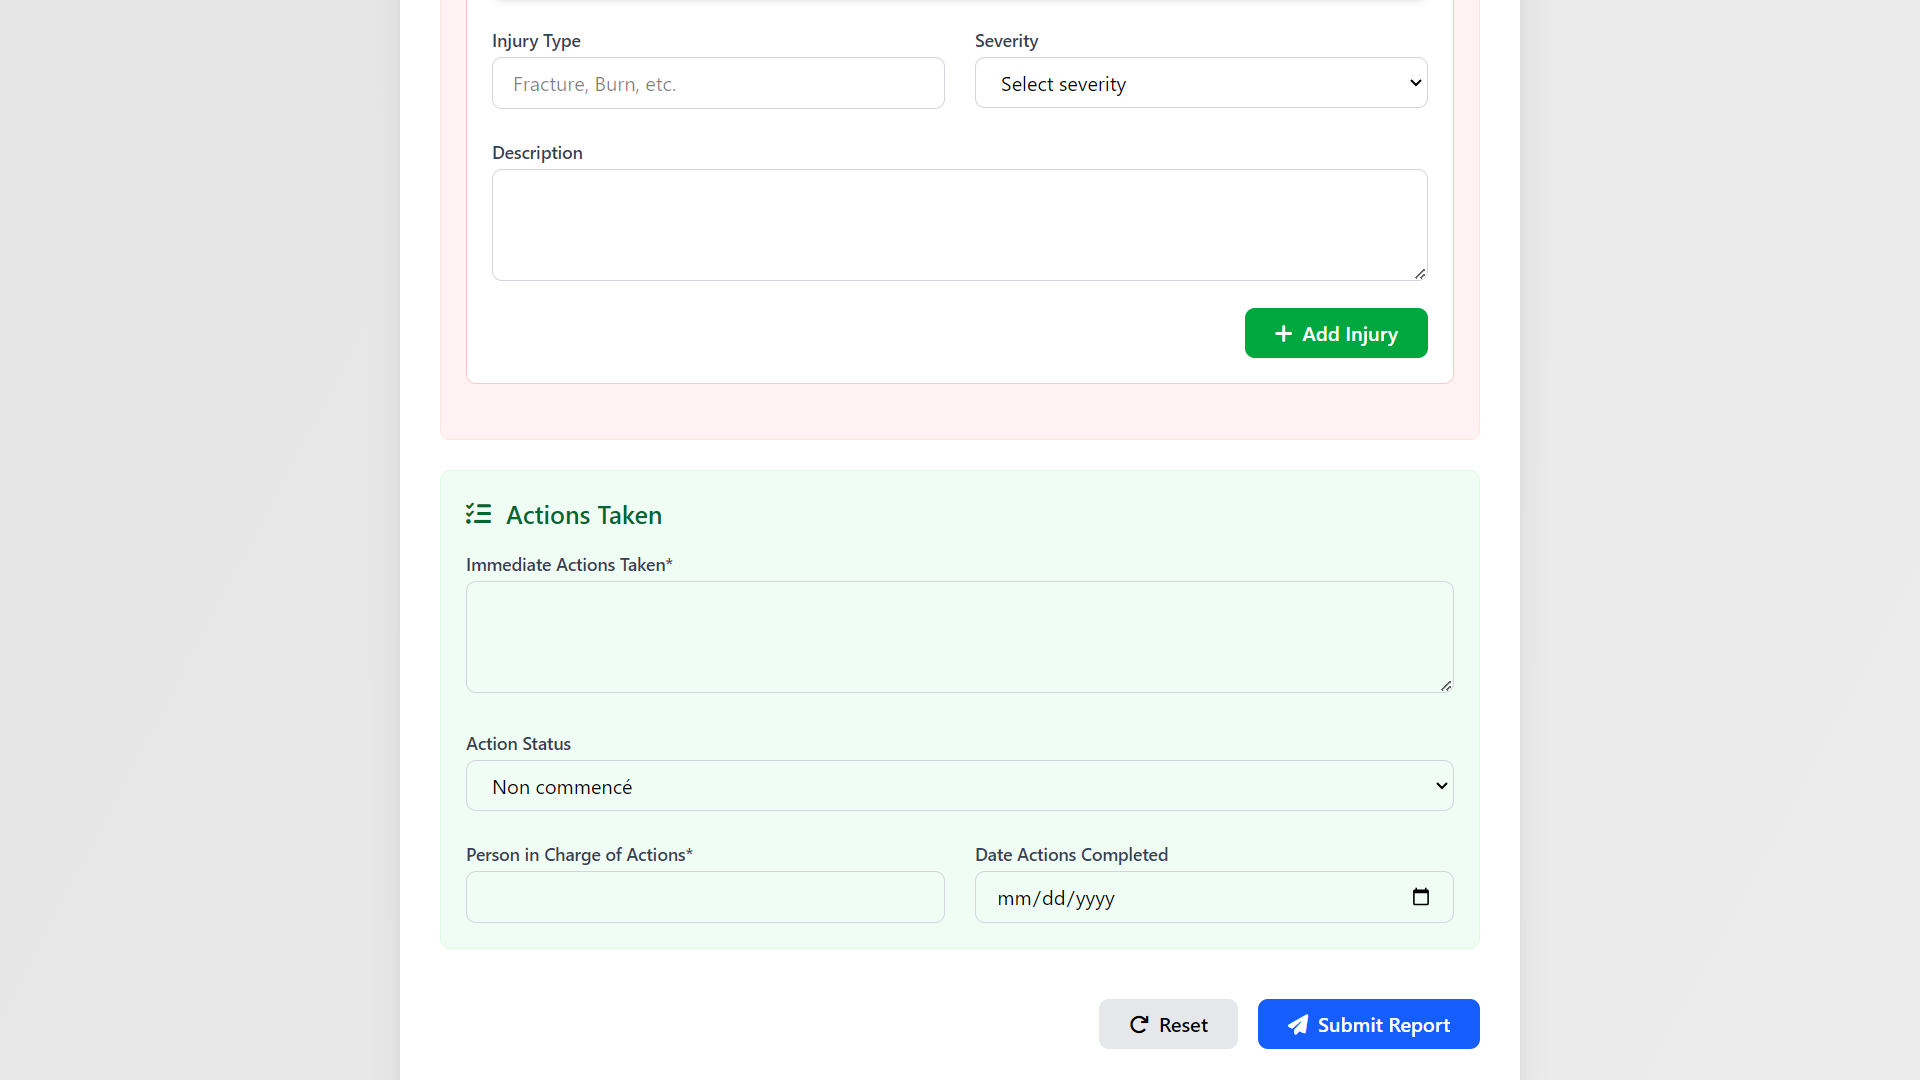 Injury Type
Severity
Fracture, Burn, etc.
Select severity
Description
Add Injury
Actions Taken
Immediate Actions Taken*
Action Status
Non commencé
Person in Charge of Actions*
Date Actions Completed
mm/dd/yyyy
Reset
Submit Report